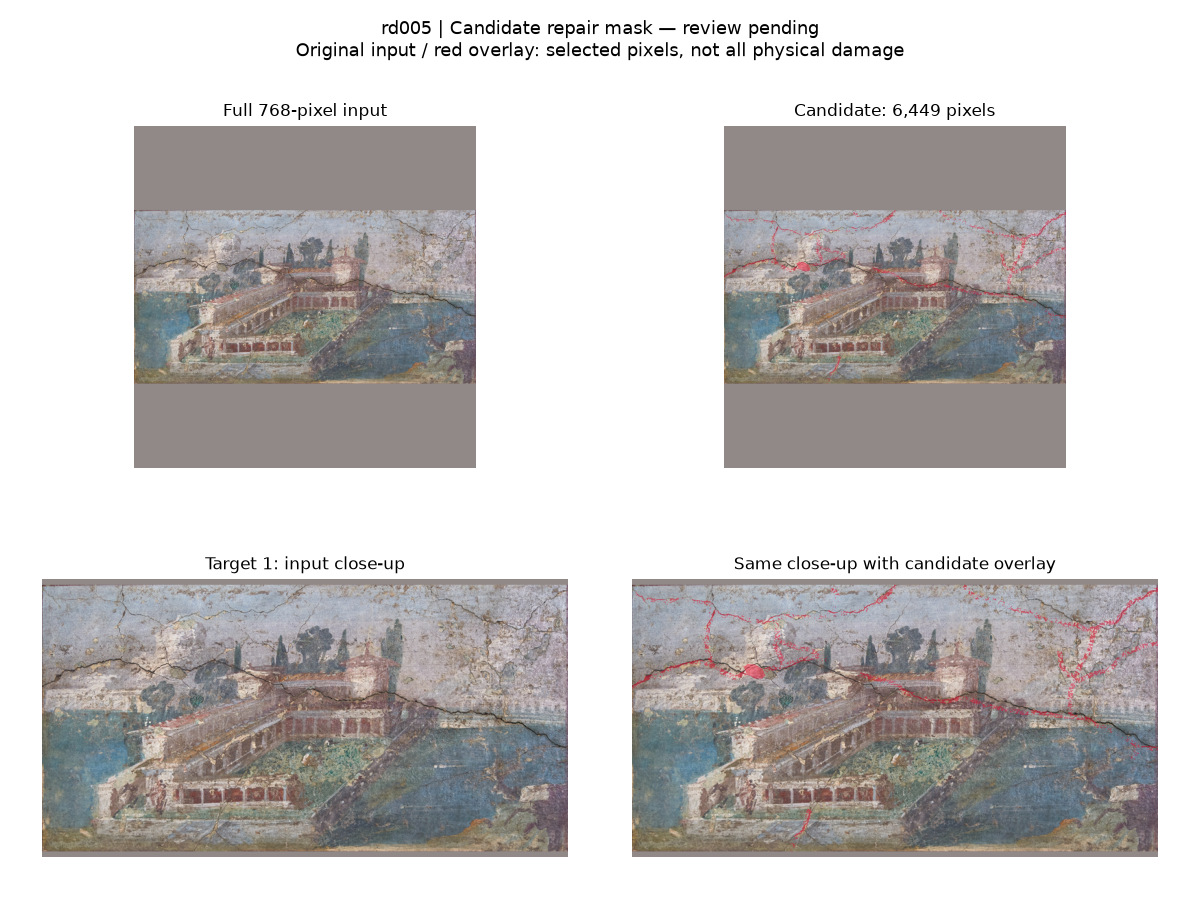 rd005 | Candidate repair mask — review pending
Original input / red overlay: selected pixels, not all physical damage
Full 768-pixel input
Candidate: 6,449 pixels
Target 1: input close-up
Same close-up with candidate overlay